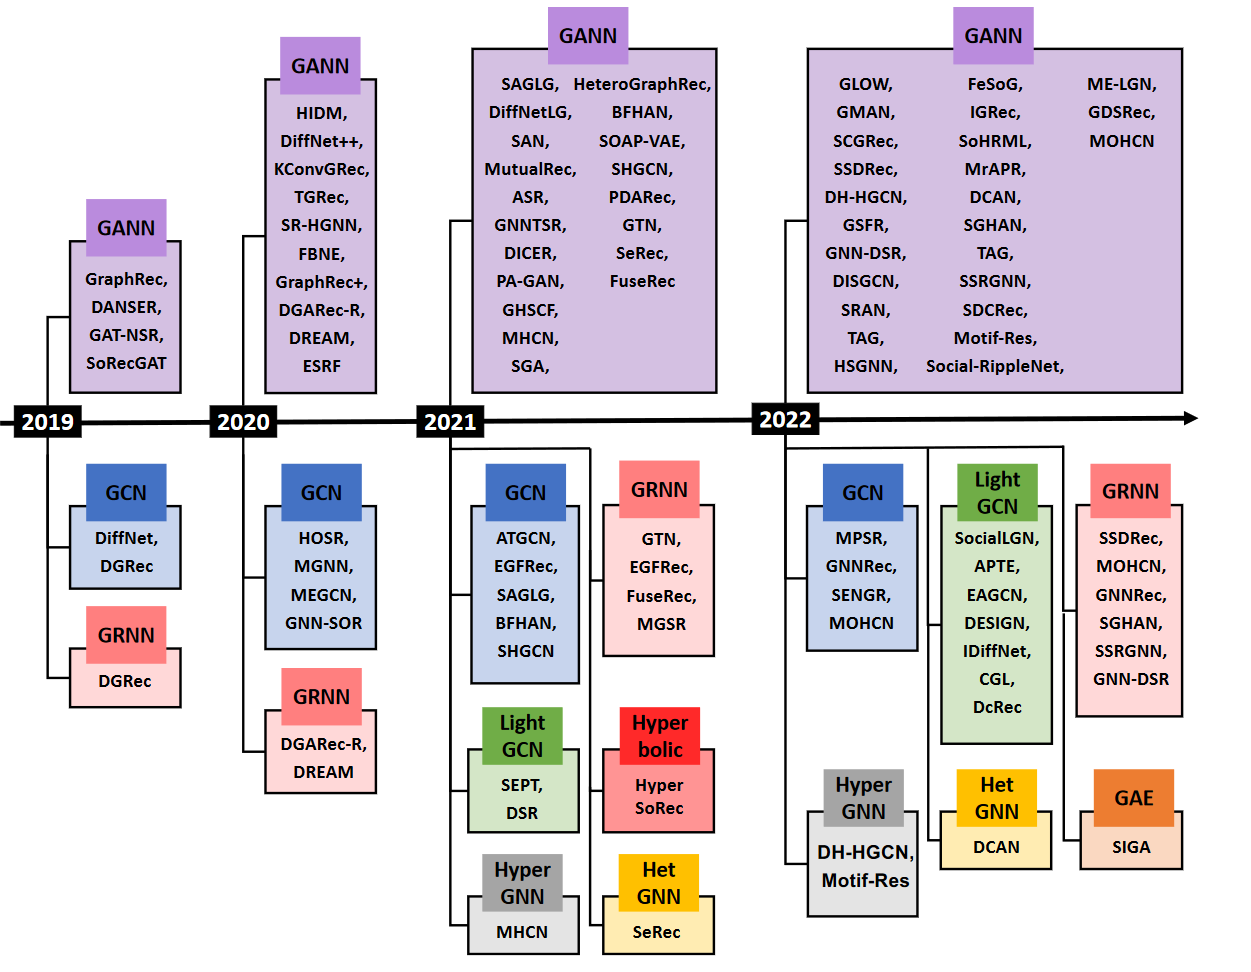 GANN
HIDM,
DiffNet++,
KConvGRec,
TGRec,
SR-HGNN,
FBNE,
GraphRec+,
DGARec-R,
DREAM,
ESRF
GANN
SAGLG,
DiffNetLG,
SAN,
MutualRec,
ASR,
GNNTSR,
DICER,
PA-GAN,
GHSCF,
MHCN,
SGA,
HeteroGraphRec,
BFHAN,
SOAP-VAE,
SHGCN,
PDARec,
GTN,
SeRec,
FuseRec
GANN
GLOW,
GMAN,
SCGRec,
SSDRec,
DH-HGCN,
GSFR,
GNN-DSR,
DISGCN,
SRAN,
TAG,
HSGNN,
FeSoG,
IGRec,
SoHRML,
MrAPR,
DCAN,
SGHAN,
TAG,
SSRGNN,
SDCRec,
Motif-Res,
Social-RippleNet,
ME-LGN,
GDSRec,
MOHCN
GANN
GraphRec,
DANSER,
GAT-NSR,
SoRecGAT
2019
2020
2021
2022
GCN
DiffNet,
DGRec
GRNN
DGRec
GCN
HOSR,
MGNN,
MEGCN,
GNN-SOR
GRNN
DGARec-R,
DREAM
GCN
ATGCN,
EGFRec,
SAGLG,
BFHAN,
SHGCN
GRNN
GTN,
EGFRec,
FuseRec,
MGSR
Light
GCN
SEPT,
DSR
Hyper
bolic
Hyper
SoRec
Hyper
GNN
MHCN
Het
GNN
SeRec
GCN
MPSR,
GNNRec,
SENGR,
MOHCN
Light
GCN
SocialLGN,
APTE,
EAGCN,
DESIGN,
IDiffNet,
CGL,
DcRec
GRNN
SSDRec,
MOHCN,
GNNRec,
SGHAN,
SSRGNN,
GNN-DSR
Hyper
GNN
DH-HGCN,
Motif-Res
Het
GNN
DCAN
GAE
SIGA